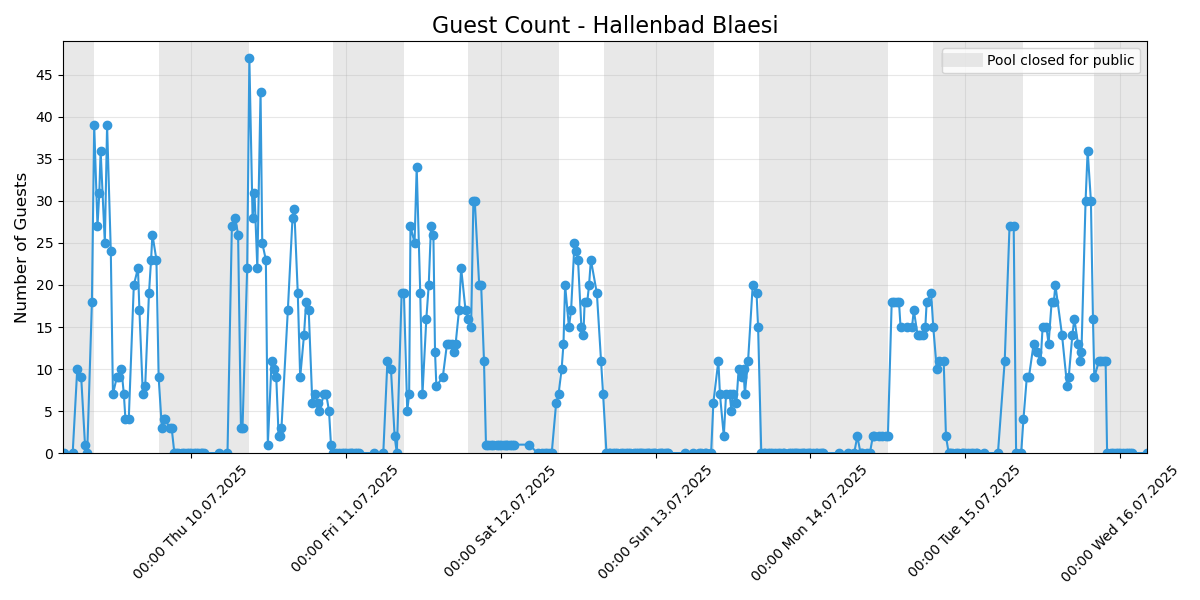 Guest Count - Hallenbad Blaesi
Pool closed for public
Number of Guests
45
40
35
30
25
20
15
10
5
0
00:00 Thu 10.07.2025
00:00 Fri 11.07.2025
00:00 Sat 12.07.2025
00:00 Sun 13.07.2025
00:00 Mon 14.07.2025
00:00 Tue 15.07.2025
00:00 Wed 16.07.2025